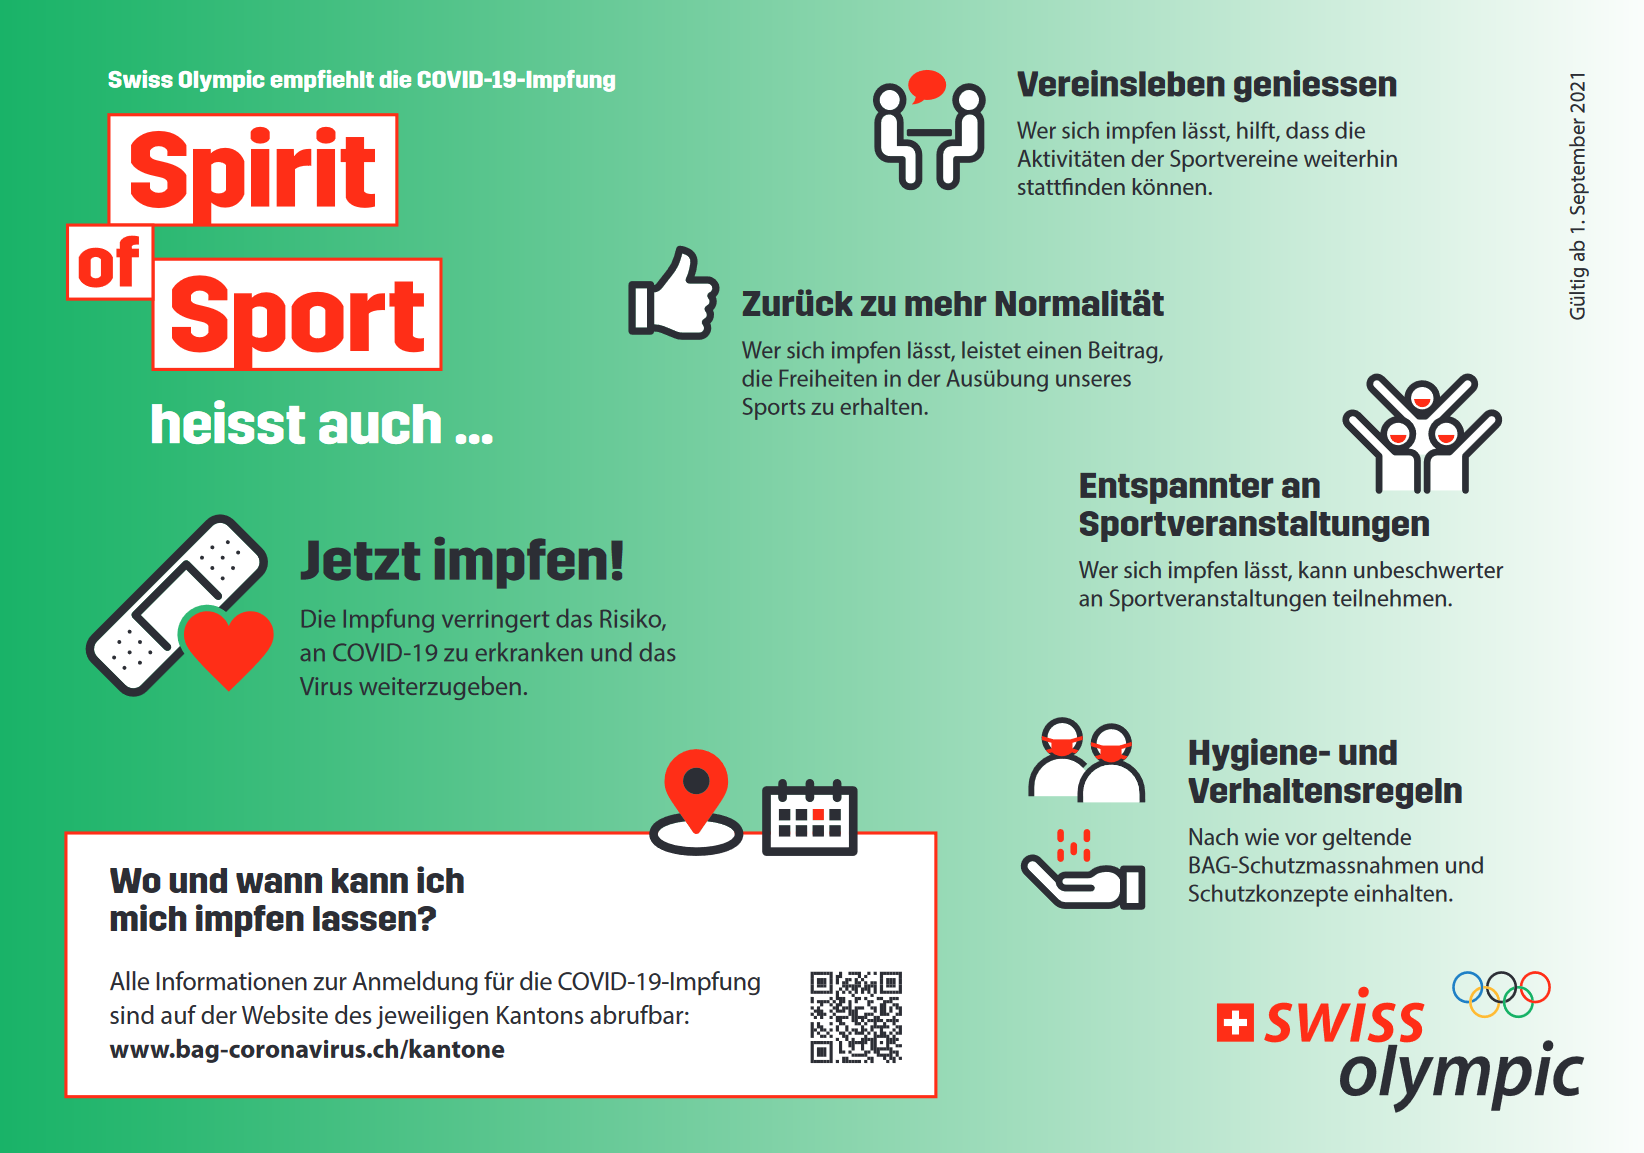 Swiss Olympic empfiehlt die COVID-19-Impfung
Spirit
of
Sport
heisst auch ...
Jetzt impfen!
Die Impfung verringert das Risiko,
an COVID-19 zu erkranken und das
Virus weiterzugeben.
Vereinsleben geniessen
Wer sich impfen lässt, hilft, dass die
Aktivitäten der Sportvereine weiterhin
stattfinden können.
Zurück zu mehr Normalität
Wer sich impfen lässt, leistet einen Beitrag,
die Freiheiten in der Ausübung unseres
Sports zu erhalten.
Entspannter an
Sportveranstaltungen
Wer sich impfen lässt, kann unbeschwerter
an Sportveranstaltungen teilnehmen.
Hygiene- und
Verhaltensregeln
Nach wie vor geltende
BAG-Schutzmassnahmen und
Schutzkonzepte einhalten.
Wo und wann kann ich
mich impfen lassen?
Alle Informationen zur Anmeldung für die COVID-19-Impfung
sind auf der Website des jeweiligen Kantons abrufbar:
www.bag-coronavirus.ch/kantone
Gültig ab 1. September 2021
swiss
olympic